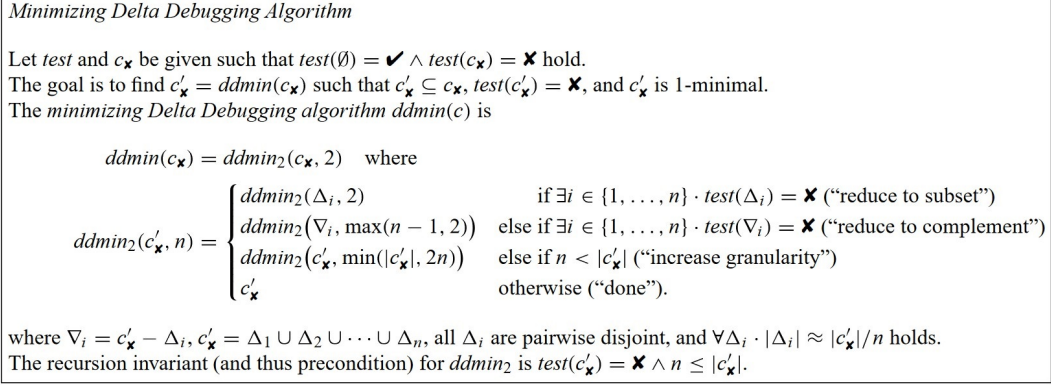 Minimizing Delta Debugging Algorithm
Let test and c✘ be given such that test(∅) = ✔ ∧ test(c✘) = ✘ hold.
The goal is to find c′✘ = ddmin(c✘) such that c′✘ ⊆ c✘, test(c′✘) = ✘, and c′✘ is 1-minimal.
The minimizing Delta Debugging algorithm ddmin(c) is
ddmin(c✘) = ddmin₂(c✘, 2) where
ddmin₂(c′✘, n) =
ddmin₂(Δᵢ, 2) if ∃i ∈ {1, . . . , n} · test(Δᵢ) = ✘ (“reduce to subset”)
ddmin₂(∇ᵢ, max(n − 1, 2)) else if ∃i ∈ {1, . . . , n} · test(∇ᵢ) = ✘ (“reduce to complement”)
ddmin₂(c′✘, min(|c′✘|, 2n)) else if n < |c′✘| (“increase granularity”)
c′✘ otherwise (“done”).
where ∇ᵢ = c′✘ − Δᵢ, c′✘ = Δ₁ ∪ Δ₂ ∪ · · · ∪ Δₙ, all Δᵢ are pairwise disjoint, and ∀Δᵢ · |Δᵢ| ≈ |c′✘|/n holds.
The recursion invariant (and thus precondition) for ddmin₂ is test(c′✘) = ✘ ∧ n ≤ |c′✘|.